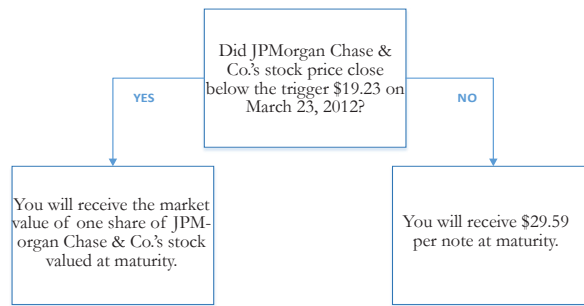 Did JPMorgan Chase &
Co.'s stock price close
below the trigger $19.23 on
March 23, 2012?
YES
NO
You will receive the market
value of one share of JPM-
organ Chase & Co.'s stock
valued at maturity.
You will receive $29.59
per note at maturity.